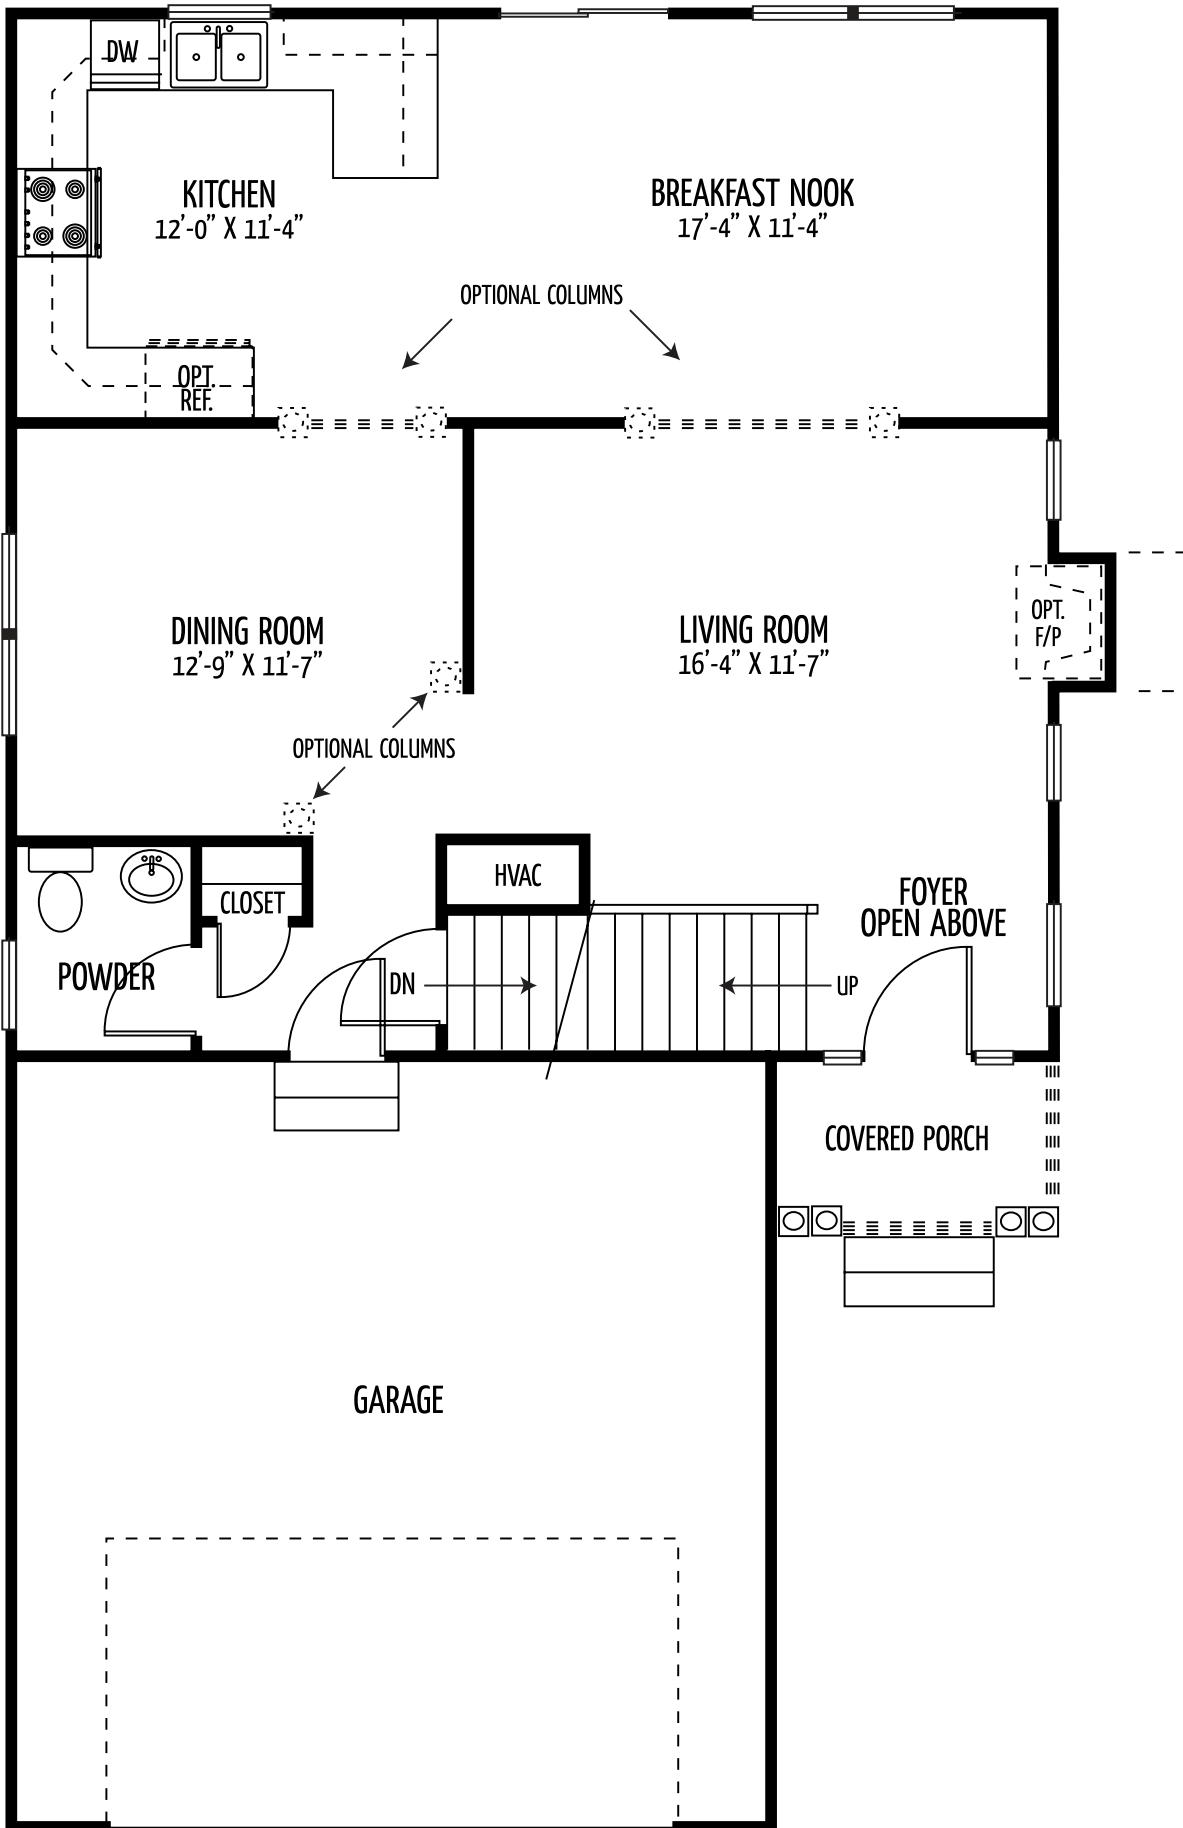 DW
KITCHEN
12'-0" X 11'-4"
BREAKFAST NOOK
17'-4" X 11'-4"
OPTIONAL COLUMNS
OPT.
REF.
DINING ROOM
12'-9" X 11'-7"
LIVING ROOM
16'-4" X 11'-7"
OPT.
F/P
OPTIONAL COLUMNS
HVAC
CLOSET
FOYER
OPEN ABOVE
POWDER
DN
UP
COVERED PORCH
GARAGE